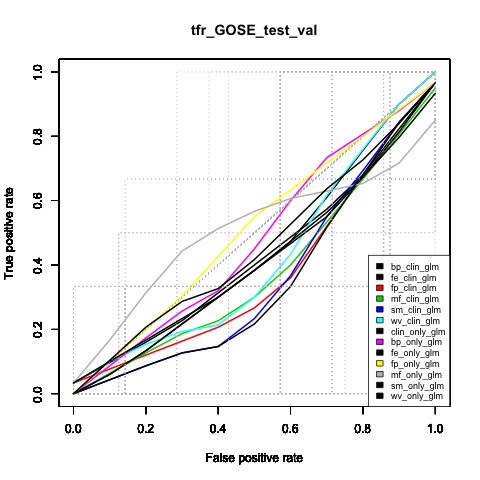 tfr_GOSE_test_val
True positive rate
1.0
0.8
0.6
0.4
0.2
0.0
bp_clin_glm
fe_clin_glm
fp_clin_glm
mf_clin_glm
sm_clin_glm
wv_clin_glm
clin_only_glm
bp_only_glm
fe_only_glm
fp_only_glm
mf_only_glm
sm_only_glm
wv_only_glm
0.0 0.2 0.4 0.6 0.8 1.0
False positive rate